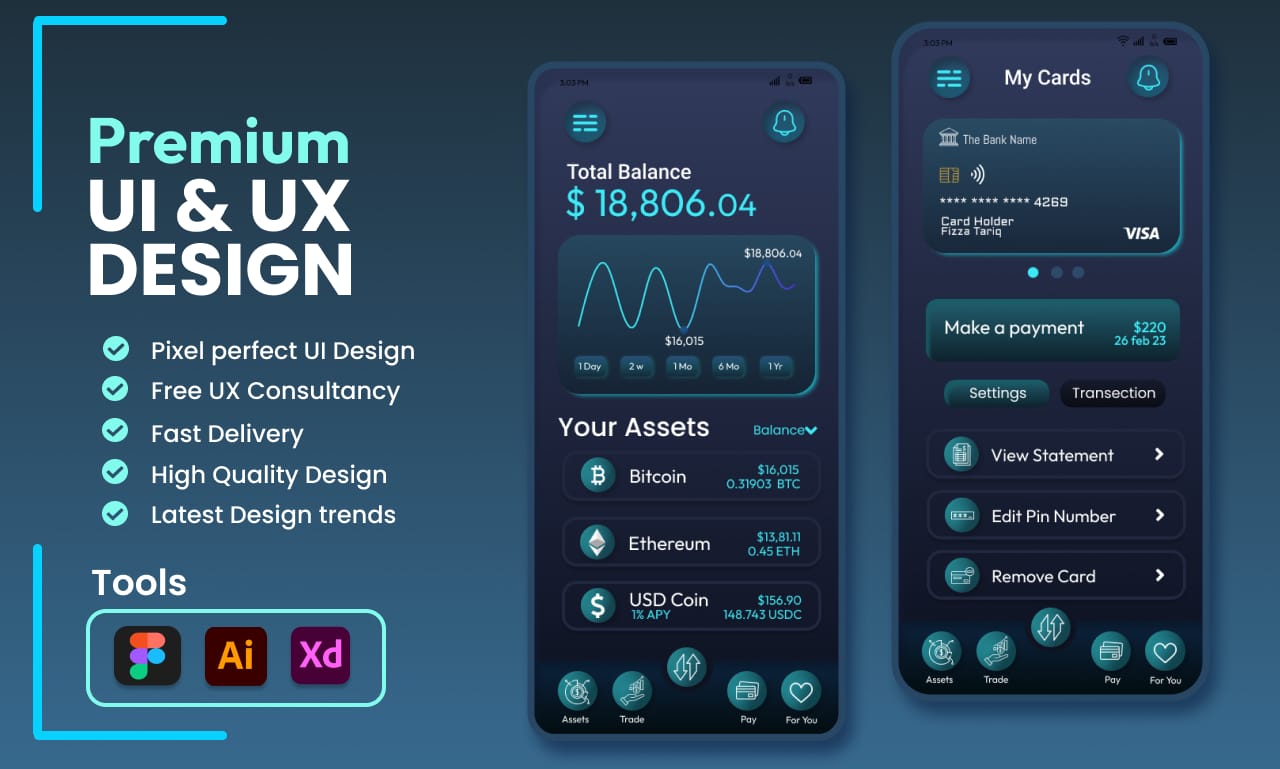 Premium
UI & UX
DESIGN
Pixel perfect UI Design
Free UX Consultancy
Fast Delivery
High Quality Design
Latest Design trends
Tools
Ai
Xd
3:03 PM
Total Balance
$ 18,806.04
$18,806.04
$16,015
1 Day
2 w
1 Mo
6 Mo
1 Yr
Your Assets
Balance
Bitcoin
$16,015
0.31903 BTC
Ethereum
$13,81.11
0.45 ETH
USD Coin
1% APY
$156.90
148.743 USDC
Assets
Trade
Pay
For You
3:03 PM
My Cards
The Bank Name
**** **** **** 4269
Card Holder
Fizza Tariq
VISA
Make a payment
$220
26 feb 23
Settings
Transection
View Statement
Edit Pin Number
Remove Card
Assets
Trade
Pay
For You